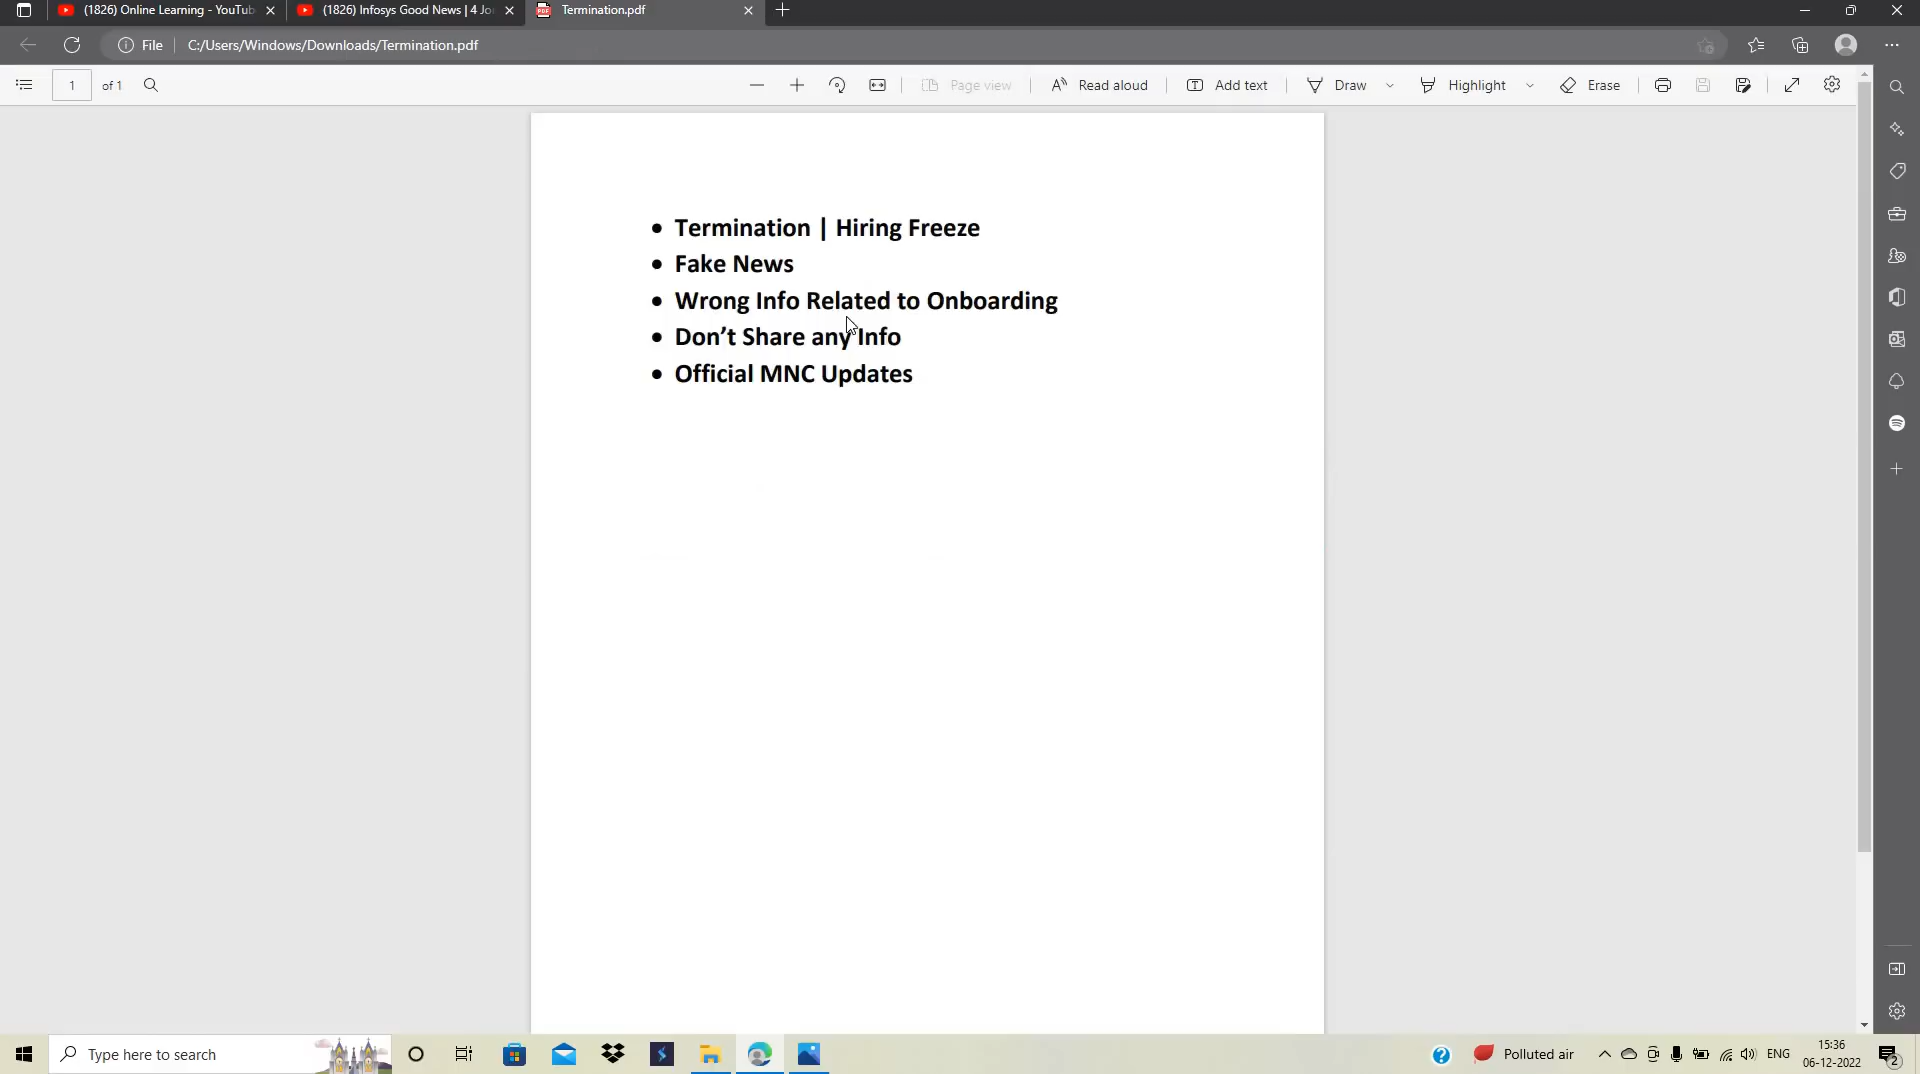 (1826) Online Learning - YouTub
(1826) Infosys Good News | 4 Jo
Termination.pdf
File
C:/Users/Windows/Downloads/Termination.pdf
1 of 1
Page view
Read aloud
Add text
Draw
Highlight
Erase
• Termination | Hiring Freeze
• Fake News
• Wrong Info Related to Onboarding
• Don’t Share any Info
• Official MNC Updates
Type here to search
Polluted air
ENG
15:36
06-12-2022
2